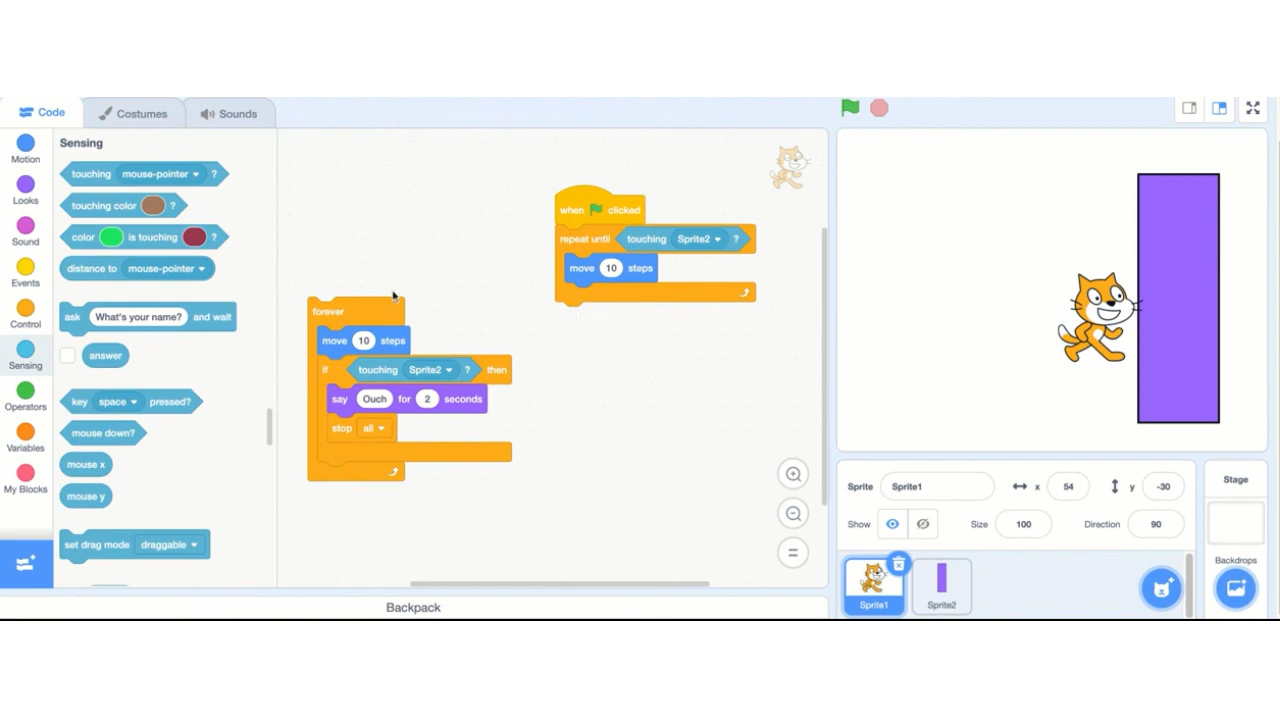 Code Costumes Sounds
Motion
Looks
Sound
Events
Control
Sensing
Operators
Variables
My Blocks
Sensing
touching mouse-pointer ?
touching color ?
color is touching ?
distance to mouse-pointer
ask What's your name? and wait
answer
key space pressed?
mouse down?
mouse x
mouse y
set drag mode draggable
forever
move 10 steps
if touching Sprite2 ? then
say Ouch for 2 seconds
stop all
when clicked
repeat until touching Sprite2 ?
move 10 steps
Backpack
Sprite Sprite1 x 54 y -30
Show Size 100 Direction 90
Sprite1
Sprite2
Stage
Backdrops